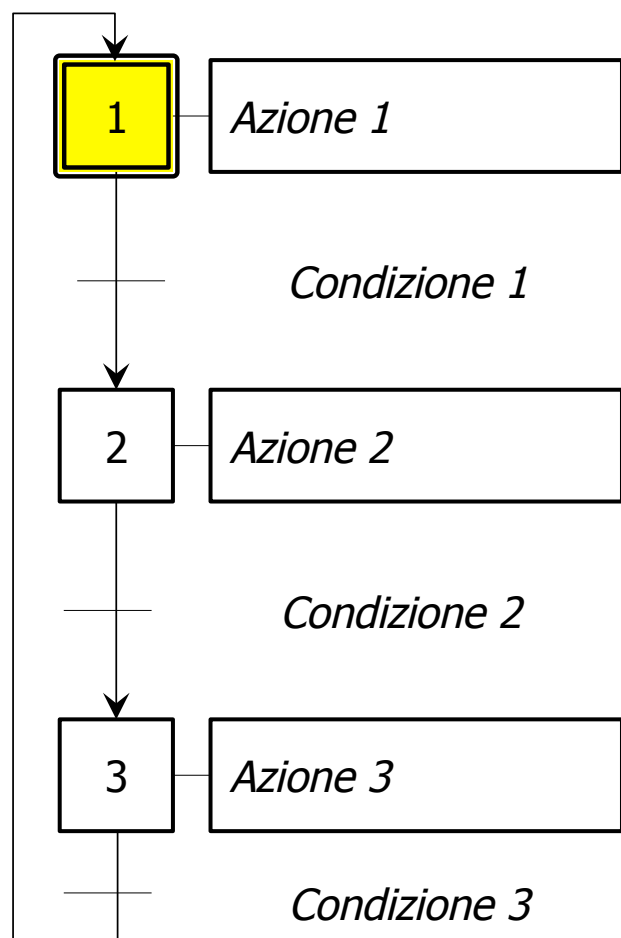 1
Azione 1
Condizione 1
2
Azione 2
Condizione 2
3
Azione 3
Condizione 3